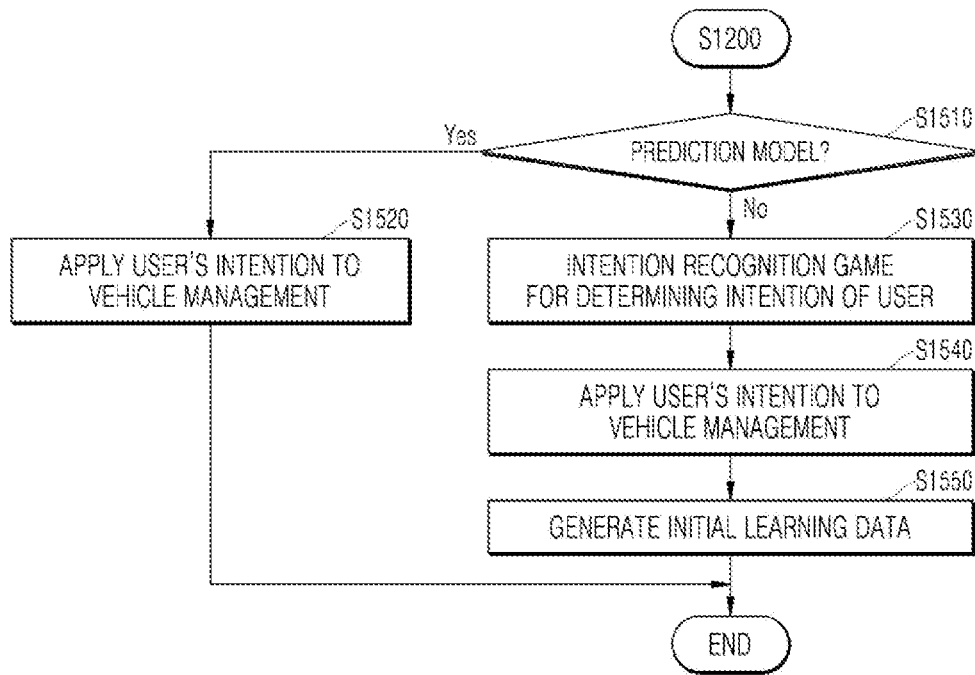 S1200
S1510
Yes
PREDICTION MODEL?
No
S1520
S1530
APPLY USER'S INTENTION TO
VEHICLE MANAGEMENT
INTENTION RECOGNITION GAME
FOR DETERMINING INTENTION OF USER
S1540
APPLY USER'S INTENTION TO
VEHICLE MANAGEMENT
S1550
GENERATE INITIAL LEARNING DATA
END